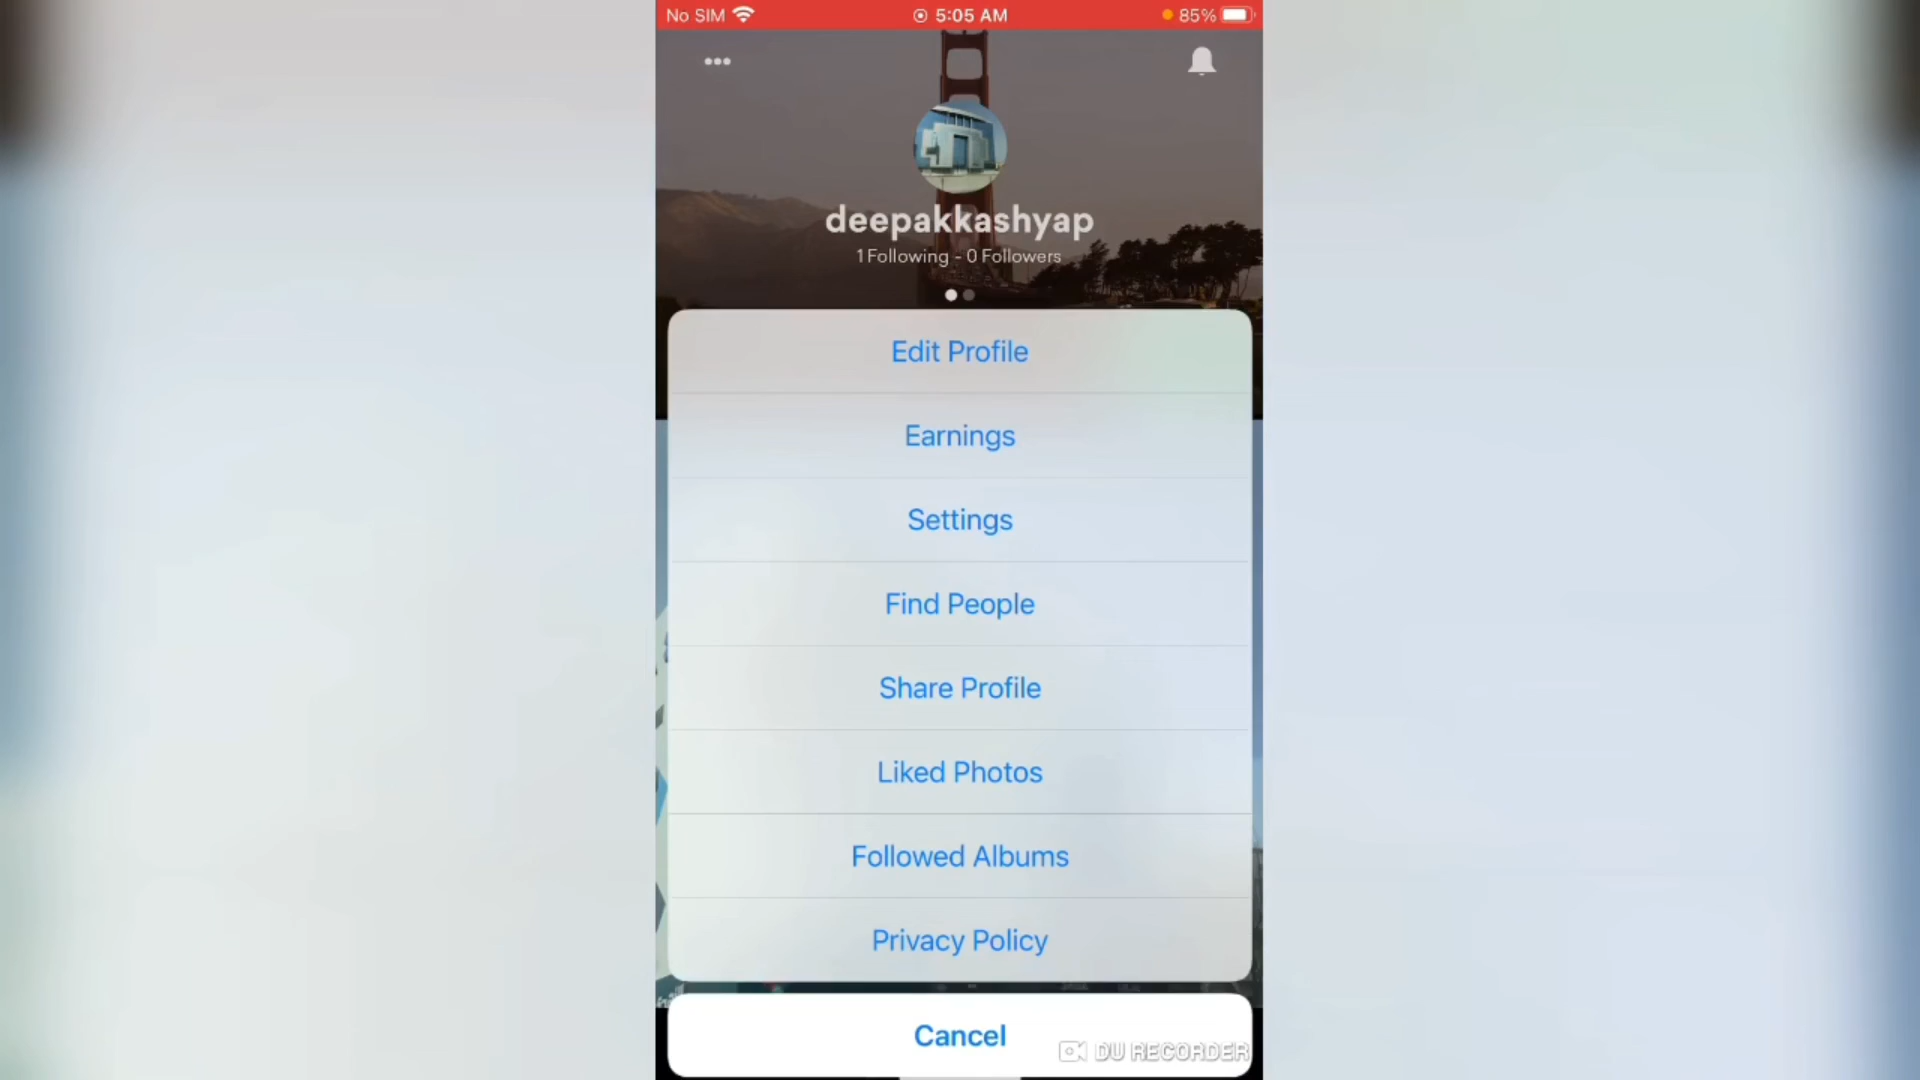 No SIM 5:05 AM 85%
deepakkashyap
1 Following - 0 Followers
Edit Profile
Earnings
Settings
Find People
Share Profile
Liked Photos
Followed Albums
Privacy Policy
Cancel
DU RECORDER